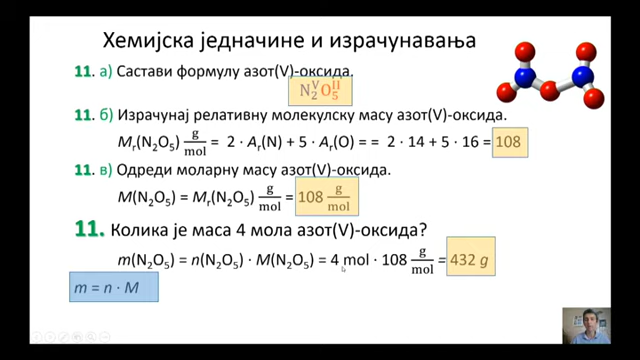 Хемијска једначине и израчунавања
11. а) Састави формулу азот(V)-оксида.
N₂ⱽO₅ᴵᴵ
11. б) Израчунај релативну молекулску масу азот(V)-оксида.
Mᵣ(N₂O₅) g/mol = 2 · Aᵣ(N) + 5 · Aᵣ(O) = = 2 · 14 + 5 · 16 = 108
11. в) Одреди моларну масу азот(V)-оксида.
M(N₂O₅) = Mᵣ(N₂O₅) g/mol = 108 g/mol
11. Колика је маса 4 мола азот(V)-оксида?
m(N₂O₅) = n(N₂O₅) · M(N₂O₅) = 4 mol · 108 g/mol = 432 g
m = n · M